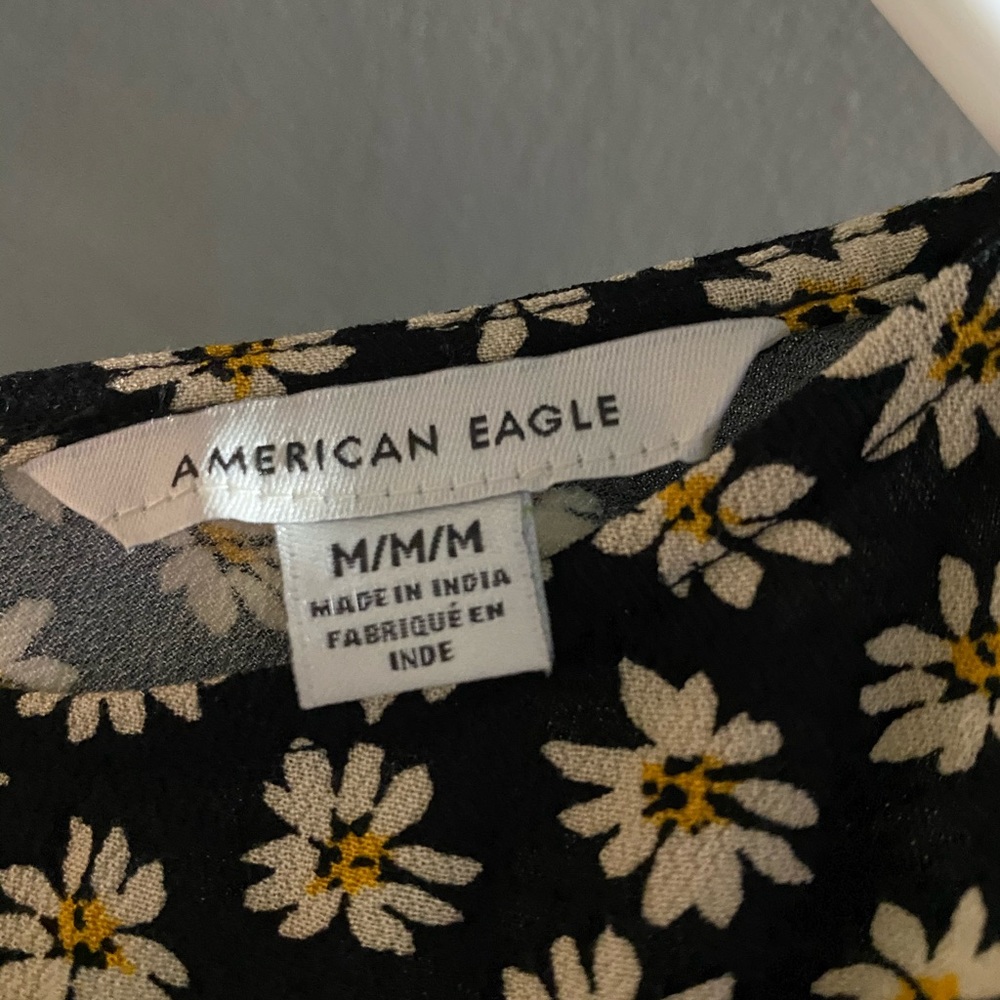 AMERICAN EAGLE
M/M/M
MADE IN INDIA
FABRIQUÉ EN
INDE